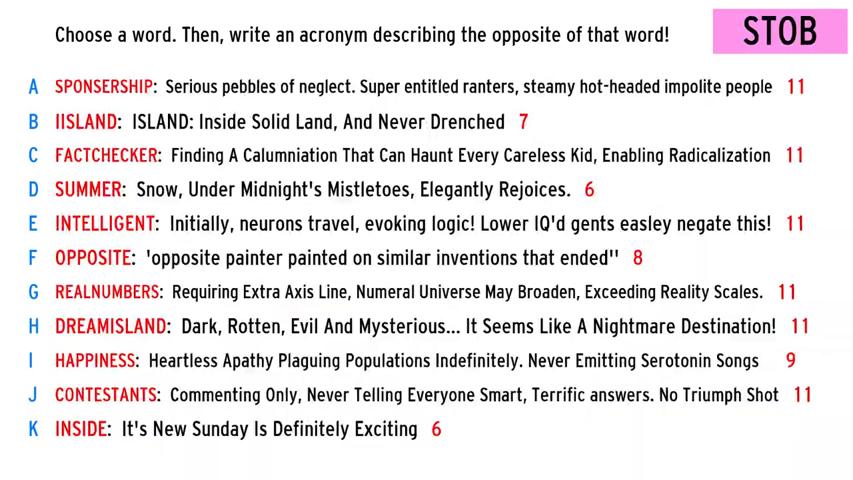 Choose a word. Then, write an acronym describing the opposite of that word!
STOB
A SPONSERSHIP: Serious pebbles of neglect. Super entitled ranters, steamy hot-headed impolite people 11
B IISLAND: ISLAND: Inside Solid Land, And Never Drenched 7
C FACTCHECKER: Finding A Calumniation That Can Haunt Every Careless Kid, Enabling Radicalization 11
D SUMMER: Snow, Under Midnight's Mistletoes, Elegantly Rejoices. 6
E INTELLIGENT: Initially, neurons travel, evoking logic! Lower IQ'd gents easley negate this! 11
F OPPOSITE: 'opposite painter painted on similar inventions that ended" 8
G REALNUMBERS: Requiring Extra Axis Line, Numeral Universe May Broaden, Exceeding Reality Scales. 11
H DREAMISLAND: Dark, Rotten, Evil And Mysterious... It Seems Like A Nightmare Destination! 11
I HAPPINESS: Heartless Apathy Plaguing Populations Indefinitely. Never Emitting Serotonin Songs 9
J CONTESTANTS: Commenting Only, Never Telling Everyone Smart, Terrific answers. No Triumph Shot 11
K INSIDE: It's New Sunday Is Definitely Exciting 6